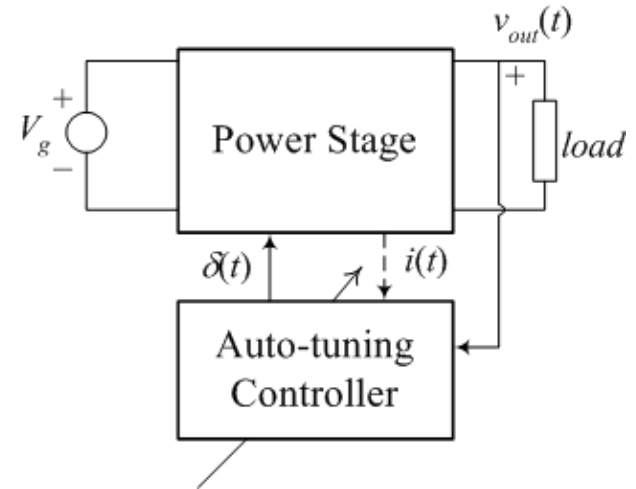 v_out(t)
+
+
V_g
−
Power Stage
load
δ(t)
i(t)
Auto-tuning
Controller